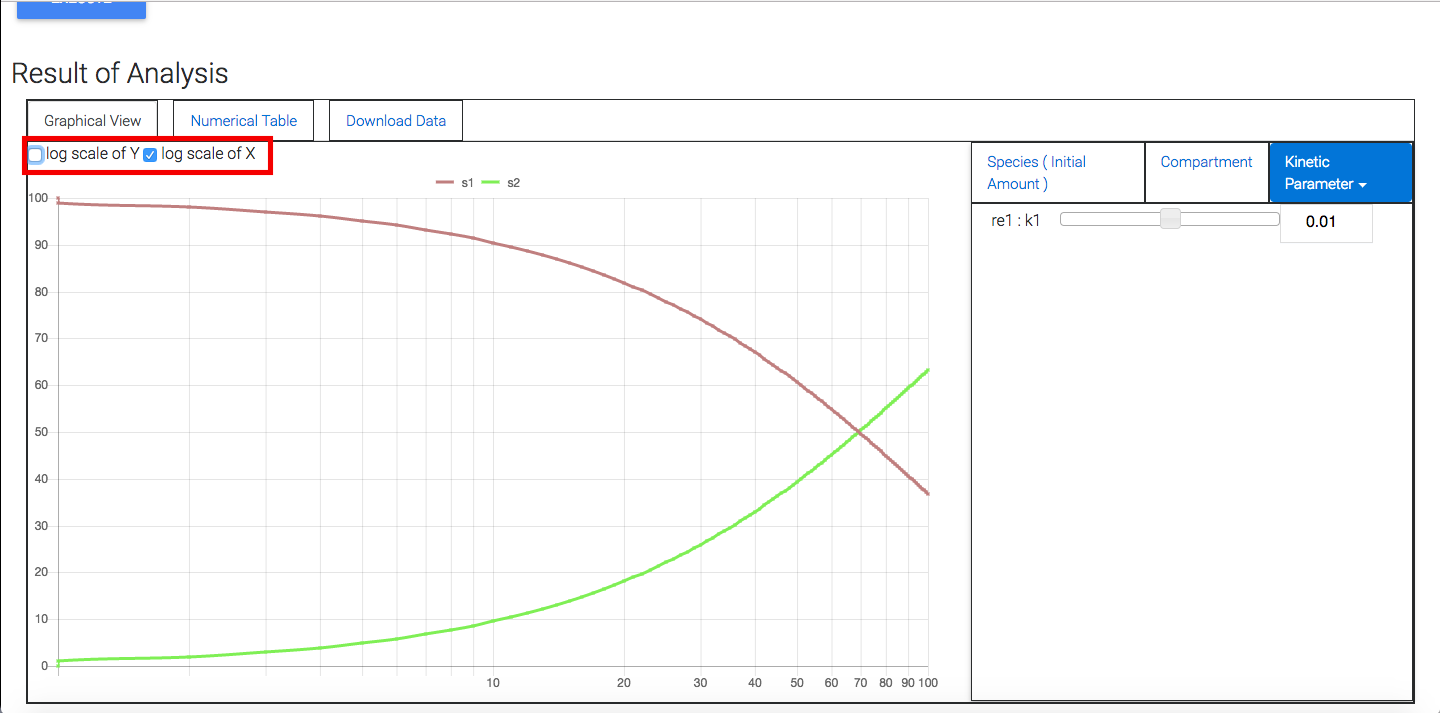 Result of Analysis
Graphical View Numerical Table Download Data
log scale of Y log scale of X
Species ( Initial Amount )
Compartment
Kinetic Parameter
s1 s2
re1 : k1 0.01
100
90
80
70
60
50
40
30
20
10
0
10 20 30 40 50 60 70 80 90 100